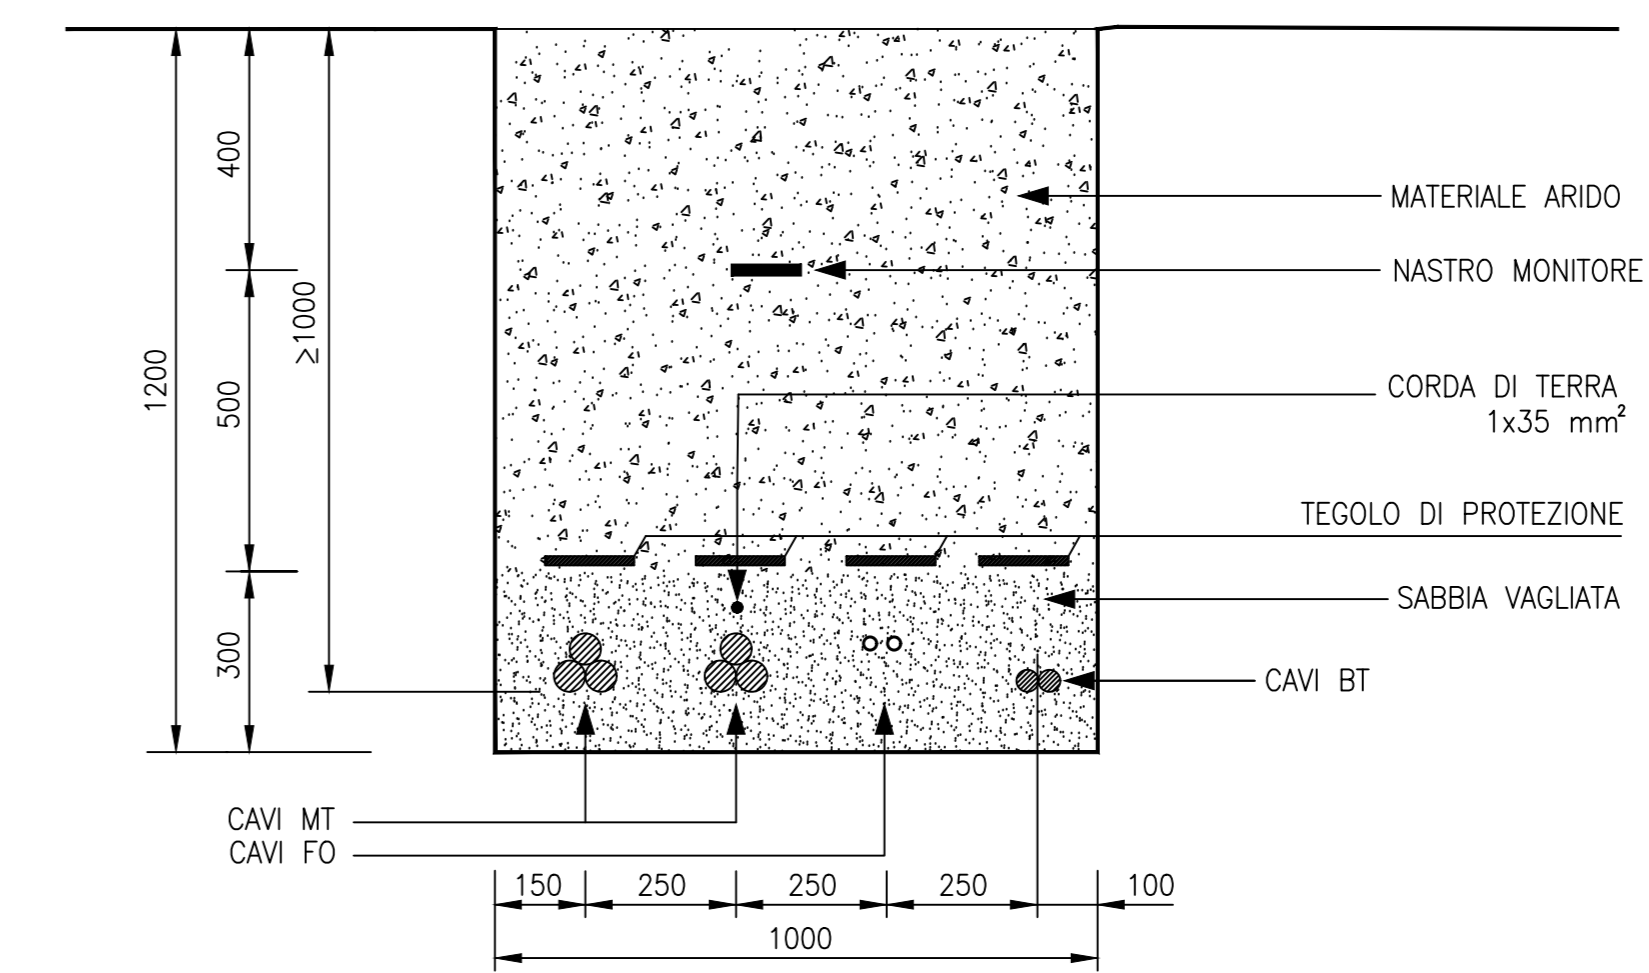 400
MATERIALE ARIDO
NASTRO MONITORE
≥1000
1200
500
CORDA DI TERRA
1x35 mm²
TEGOLO DI PROTEZIONE
SABBIA VAGLIATA
300
CAVI BT
CAVI MT
CAVI FO
150 250 250 250 100
1000